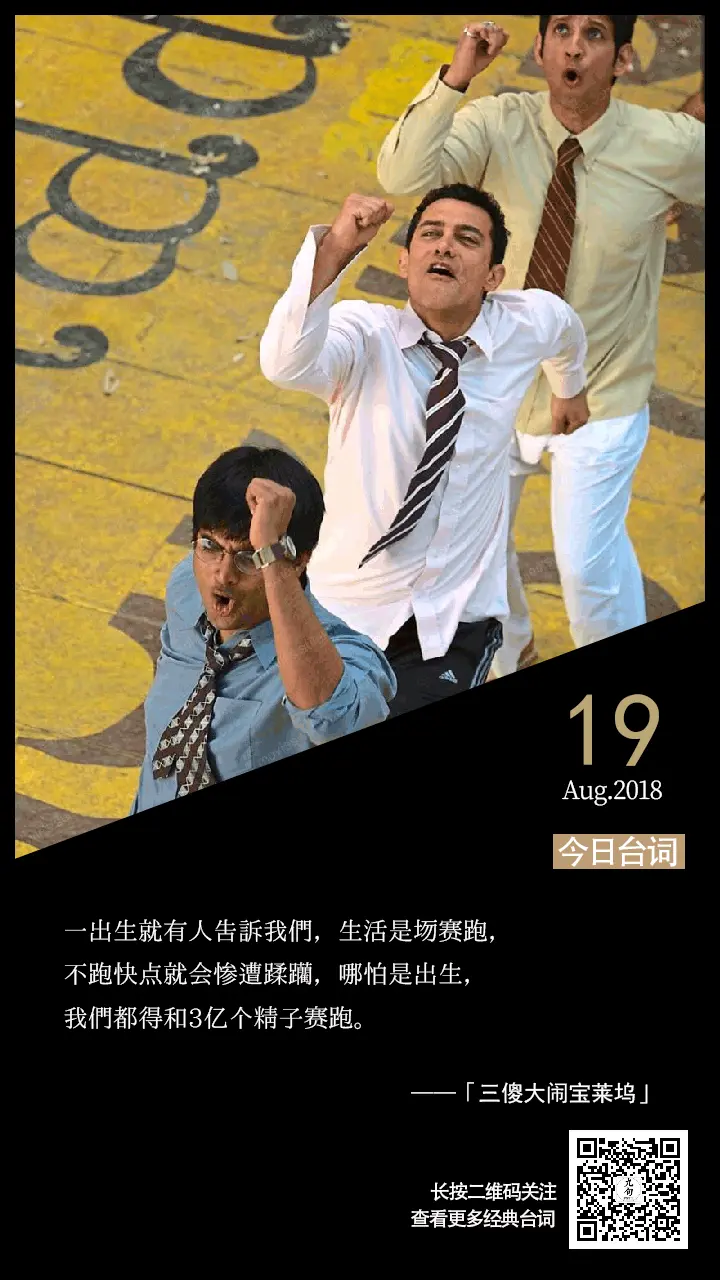 19
Aug.2018
今日台词
一出生就有人告訴我們，生活是场赛跑，
不跑快点就会惨遭蹂躏，哪怕是出生，
我們都得和3亿个精子赛跑。
——「三傻大闹宝莱坞」
长按二维码关注
查看更多经典台词
九句